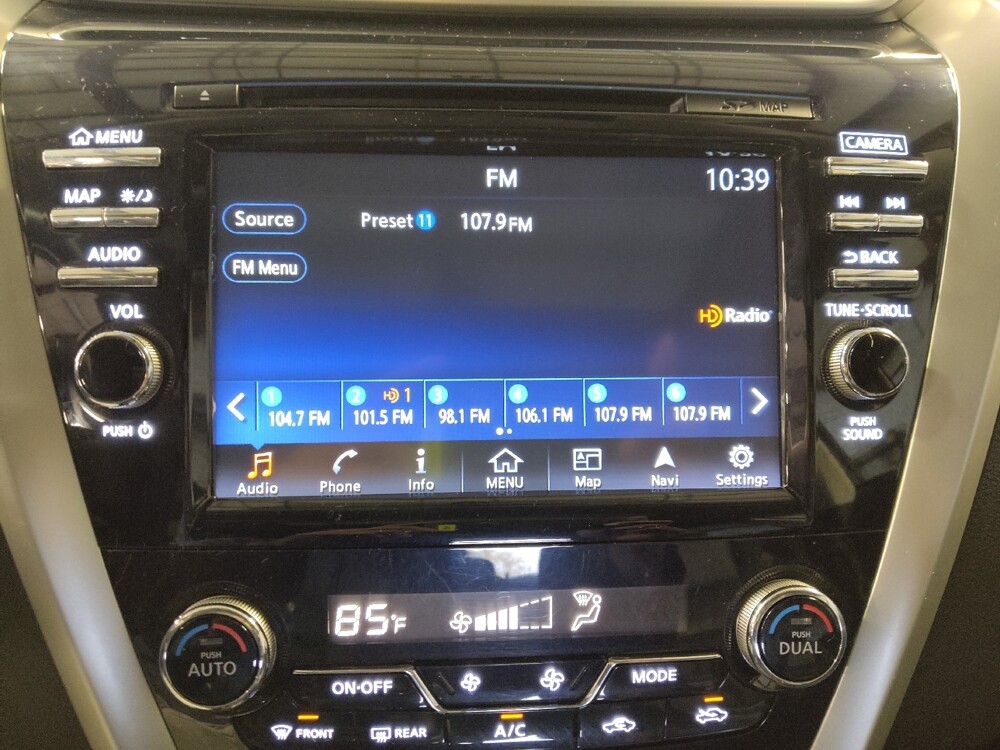 SD MAP
MENU
MAP
AUDIO
VOL
PUSH
CAMERA
BACK
TUNE·SCROLL
PUSH
SOUND
FM 10:39
Source Preset 11 107.9 FM
FM Menu
HD Radio
1 2 HD 1 3 4 5 6
104.7 FM 101.5 FM 98.1 FM 106.1 FM 107.9 FM 107.9 FM
Audio Phone Info MENU Map Navi Settings
85°F
PUSH
AUTO
PUSH
DUAL
ON·OFF MODE
FRONT REAR A/C